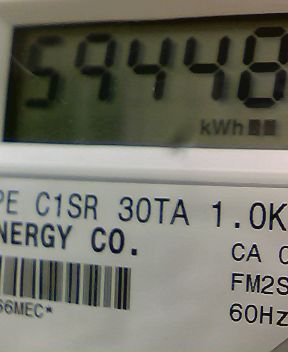 59448
kWh
PE C1SR 30TA 1.0K
NERGY CO.
CA
FM2S
60Hz
66MEC*